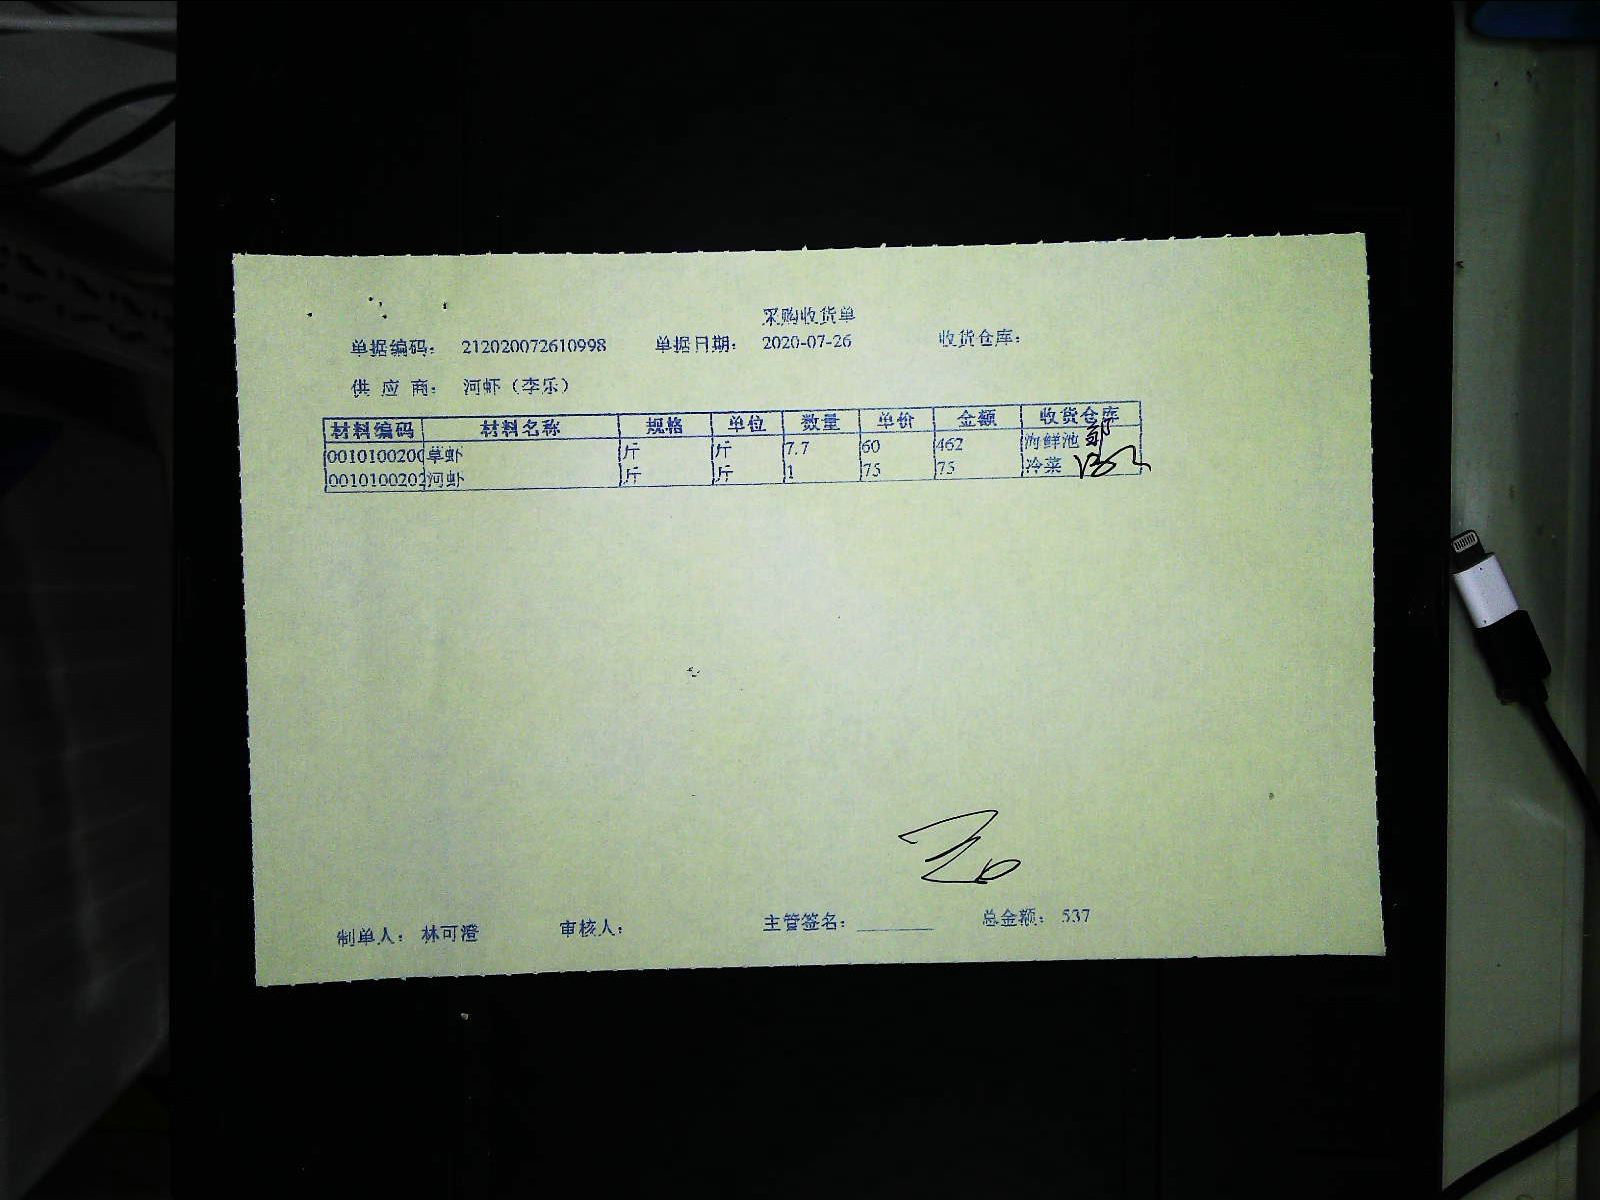 采购收货单
单据编码： 212020072610998 单据日期： 2020-07-26 收货仓库：
供 应 商： 河虾（李乐）
材料编码 材料名称 规格 单位 数量 单价 金额 收货仓库
0010100200 草虾 斤 斤 7.7 60 462 海鲜池
0010100202 河虾 斤 斤 1 75 75 冷菜
制单人： 林可澄 审核人： 主管签名： 总金额： 537